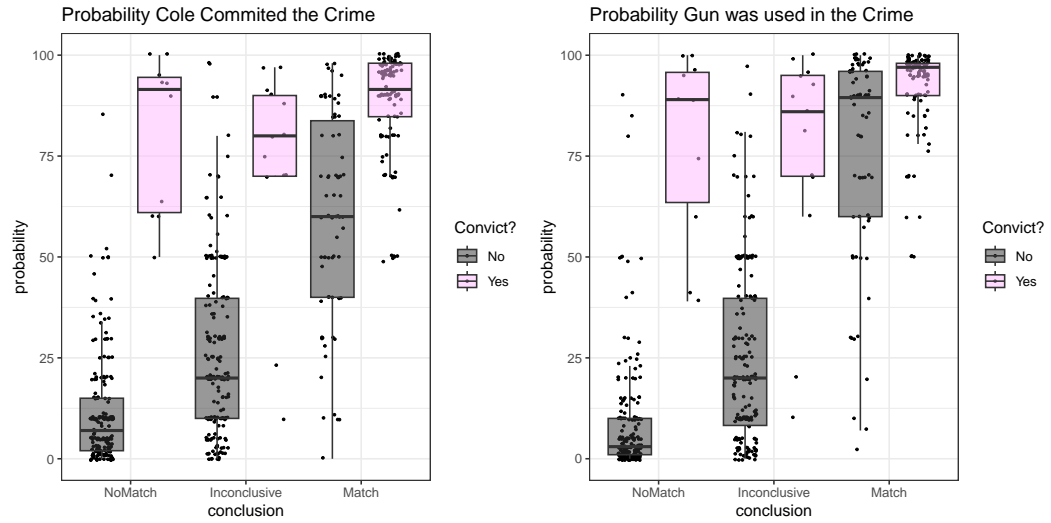 Probability Cole Commited the Crime
100
75
50
25
0
probability
NoMatch
Inconclusive
Match
conclusion
Convict?
No
Yes
Probability Gun was used in the Crime
100
75
50
25
0
probability
NoMatch
Inconclusive
Match
conclusion
Convict?
No
Yes